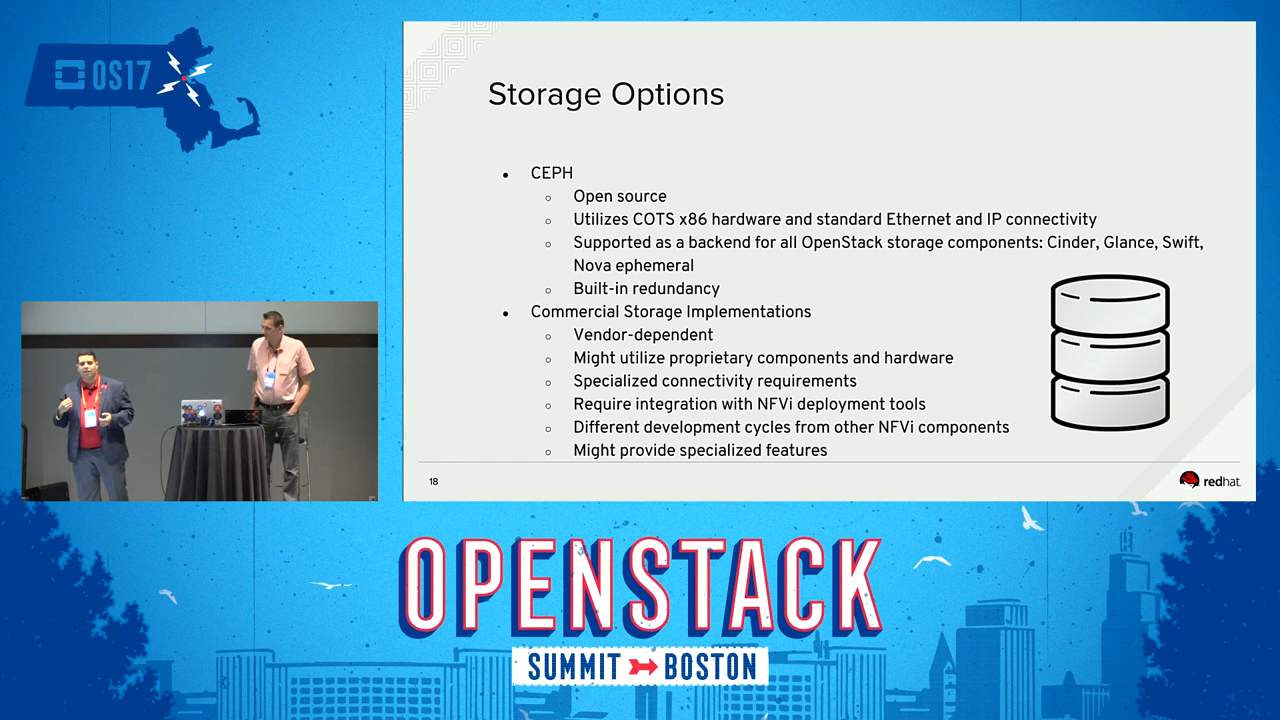 OS17
Storage Options
• CEPH
○ Open source
○ Utilizes COTS x86 hardware and standard Ethernet and IP connectivity
○ Supported as a backend for all OpenStack storage components: Cinder, Glance, Swift,
Nova ephemeral
○ Built-in redundancy
• Commercial Storage Implementations
○ Vendor-dependent
○ Might utilize proprietary components and hardware
○ Specialized connectivity requirements
○ Require integration with NFVi deployment tools
○ Different development cycles from other NFVi components
○ Might provide specialized features
18
redhat.
OPENSTACK
SUMMIT BOSTON